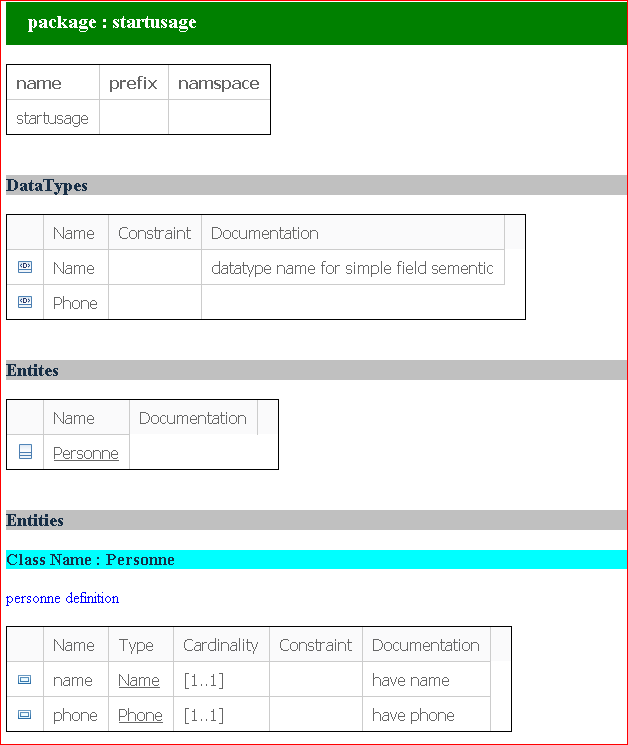 package : startusage
name prefix namspace
startusage
DataTypes
Name Constraint Documentation
Name datatype name for simple field sementic
Phone
Entites
Name Documentation
Personne
Entities
Class Name : Personne
personne definition
Name Type Cardinality Constraint Documentation
name Name [1..1] have name
phone Phone [1..1] have phone